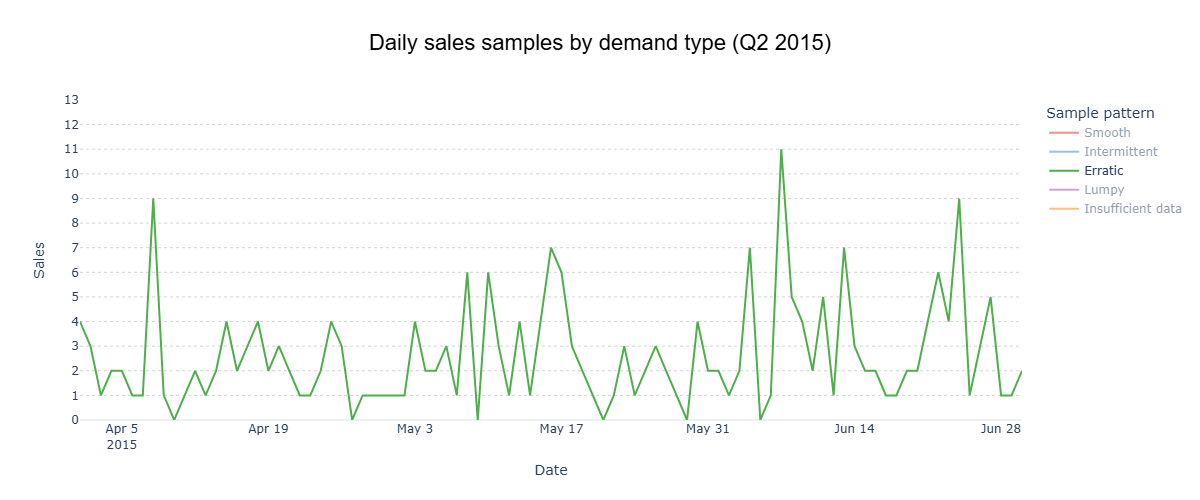 Daily sales samples by demand type (Q2 2015)
13
12
11
10
9
8
7
6
5
4
3
2
1
0
Sales
Apr 5
2015
Apr 19
May 3
May 17
May 31
Jun 14
Jun 28
Date
Sample pattern
Smooth
Intermittent
Erratic
Lumpy
Insufficient data